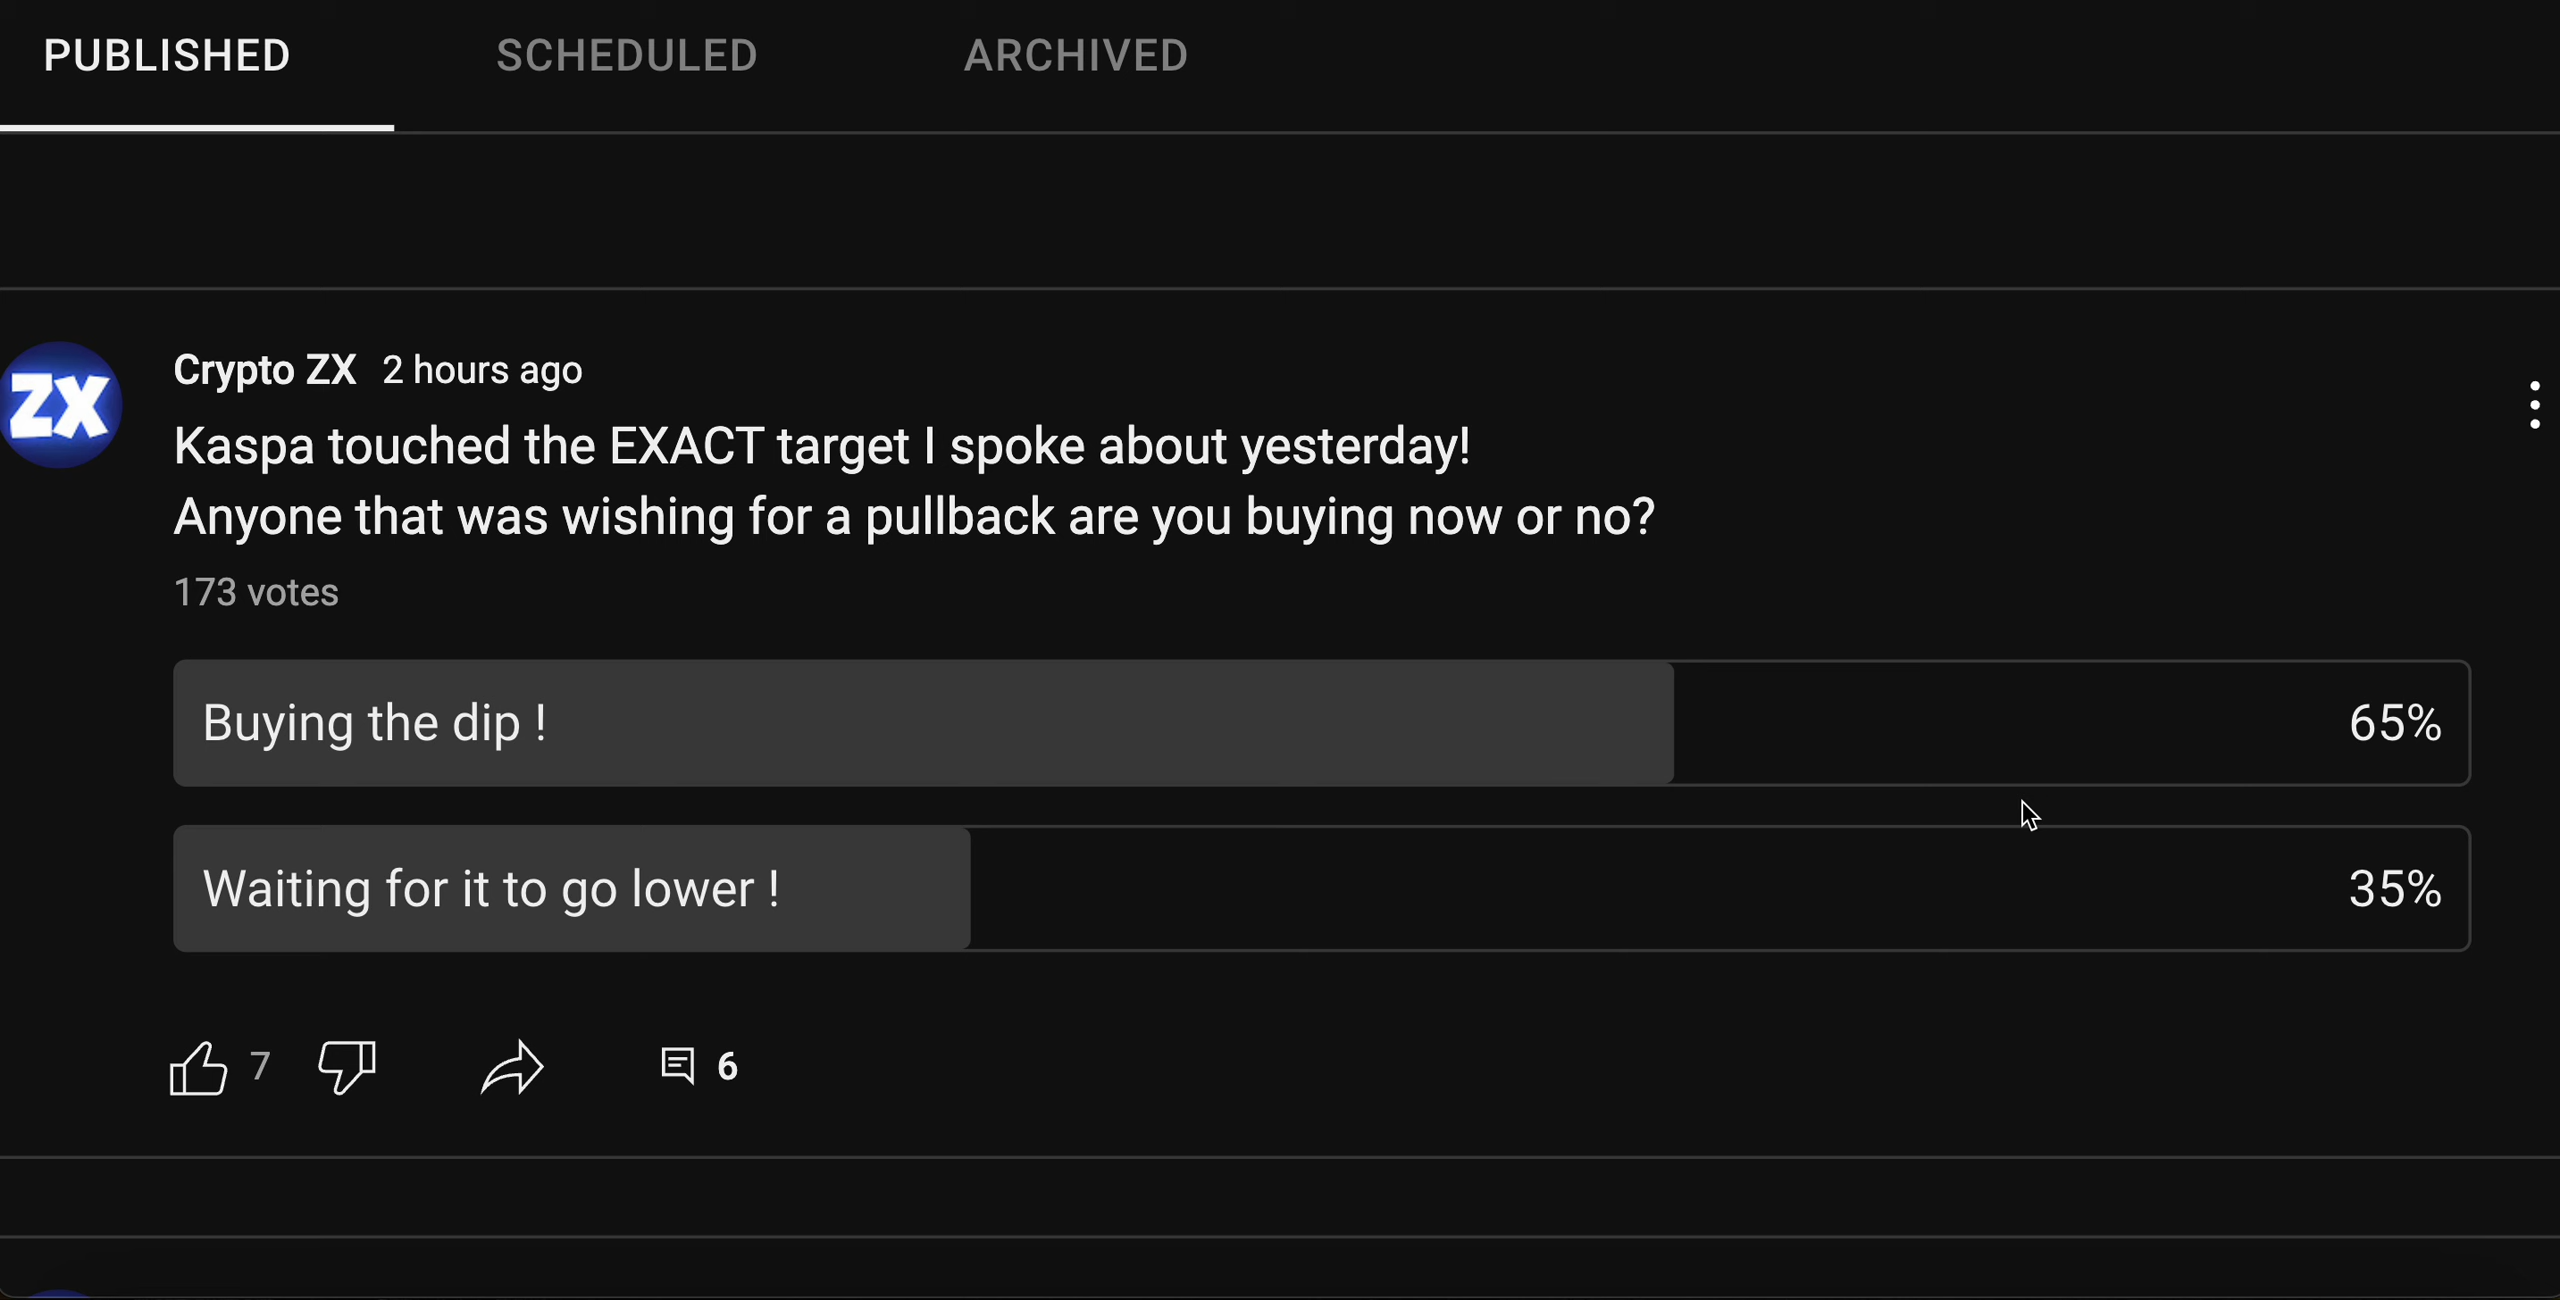 PUBLISHED SCHEDULED ARCHIVED
ZX
Crypto ZX 2 hours ago
Kaspa touched the EXACT target I spoke about yesterday!
Anyone that was wishing for a pullback are you buying now or no?
173 votes
Buying the dip ! 65%
Waiting for it to go lower ! 35%
7 6